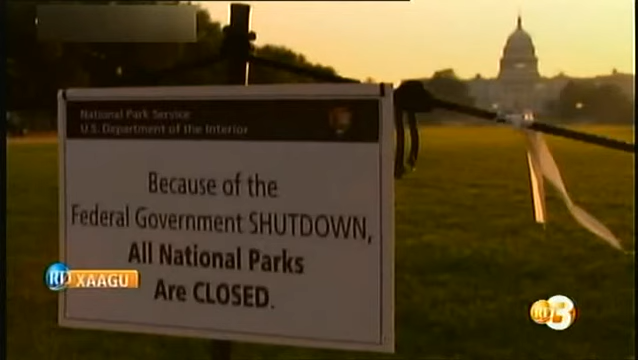 National Park Service
U.S. Department of the Interior
Because of the
Federal Government SHUTDOWN,
All National Parks
Are CLOSED.
XAAGU
3